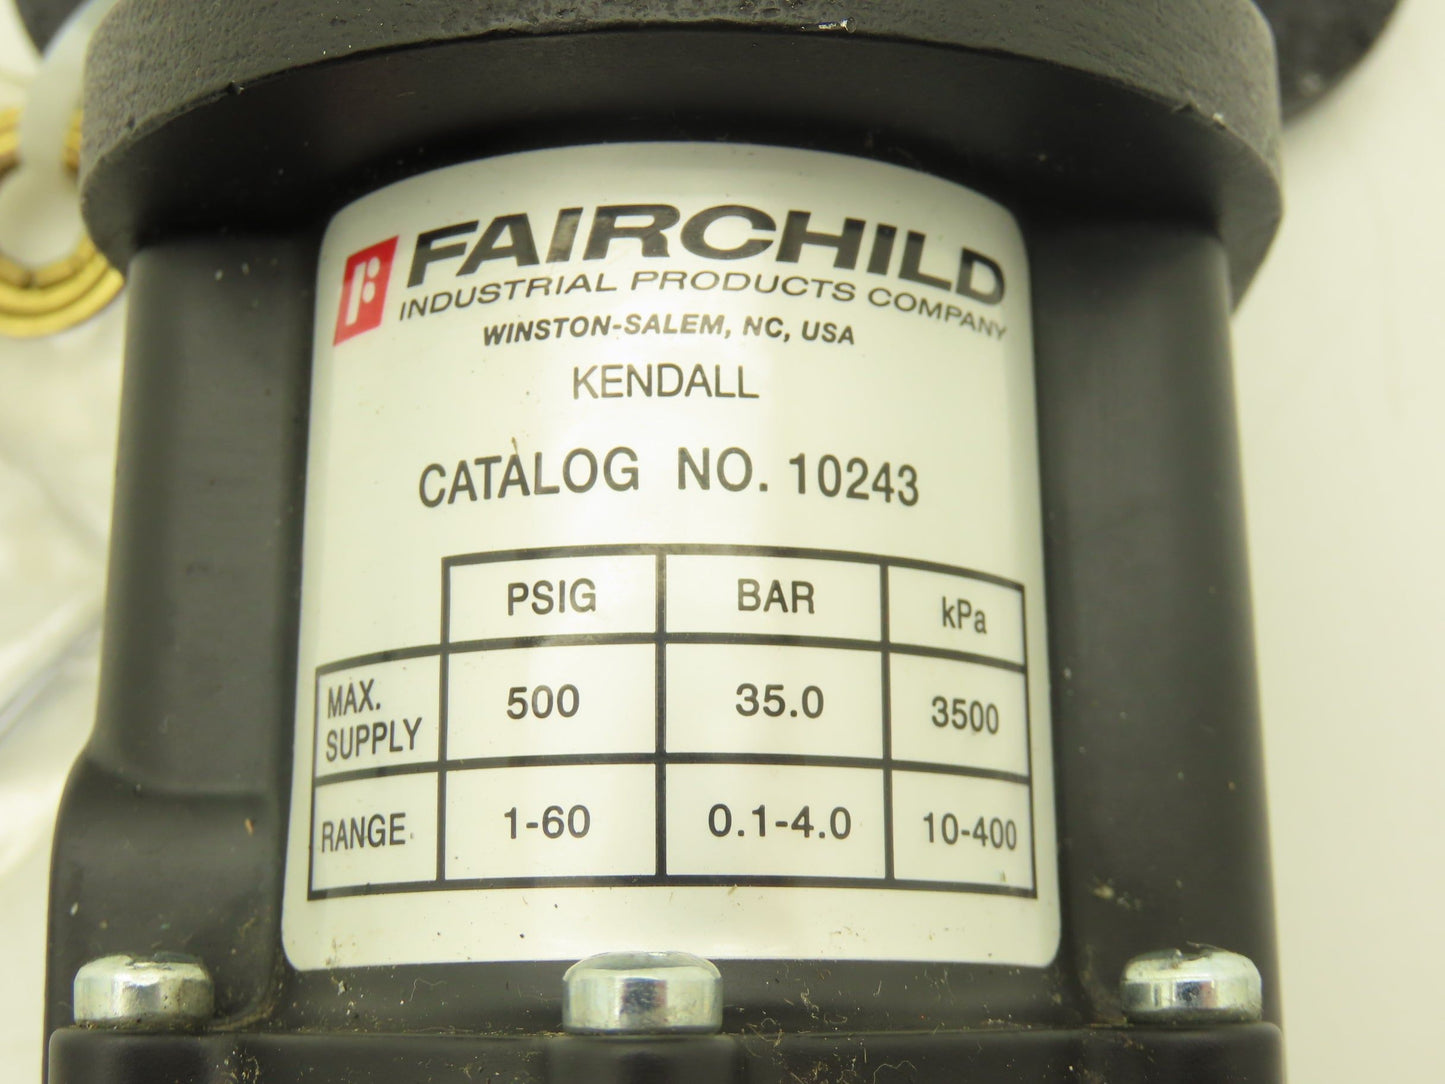 FAIRCHILD
INDUSTRIAL PRODUCTS COMPANY
WINSTON-SALEM, NC, USA
KENDALL
CATALOG NO. 10243
PSIG BAR kPa
MAX. SUPPLY 500 35.0 3500
RANGE 1-60 0.1-4.0 10-400